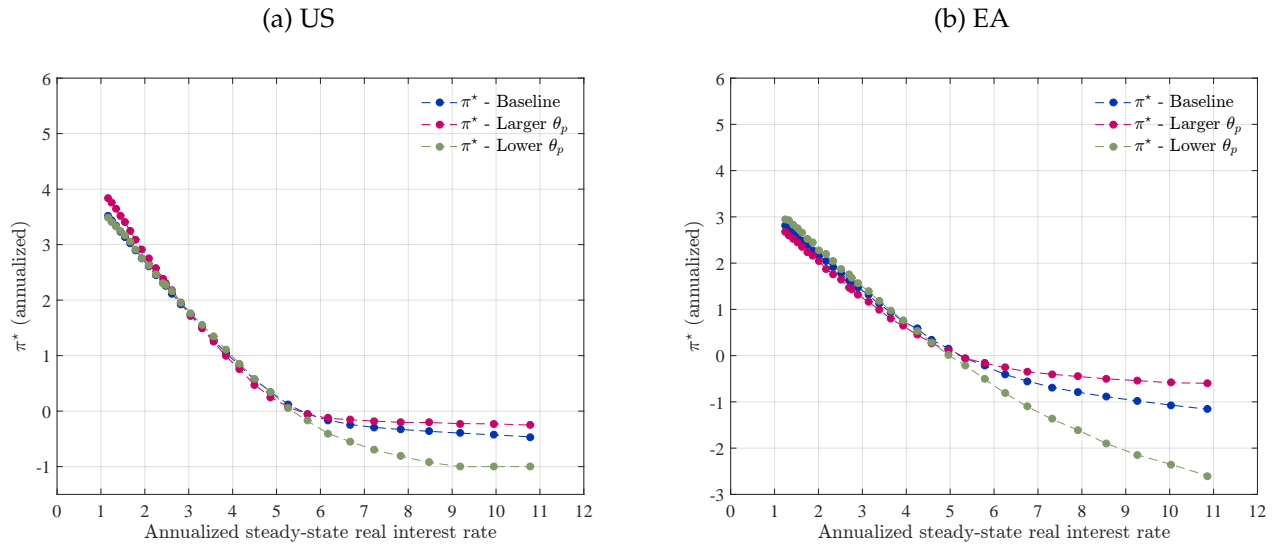 (a) US
6
5
4
3
2
1
0
-1
π* (annualized)
π* - Baseline
π* - Larger θp
π* - Lower θp
0 1 2 3 4 5 6 7 8 9 10 11 12
Annualized steady-state real interest rate
(b) EA
6
5
4
3
2
1
0
-1
-2
-3
π* (annualized)
π* - Baseline
π* - Larger θp
π* - Lower θp
0 1 2 3 4 5 6 7 8 9 10 11 12
Annualized steady-state real interest rate